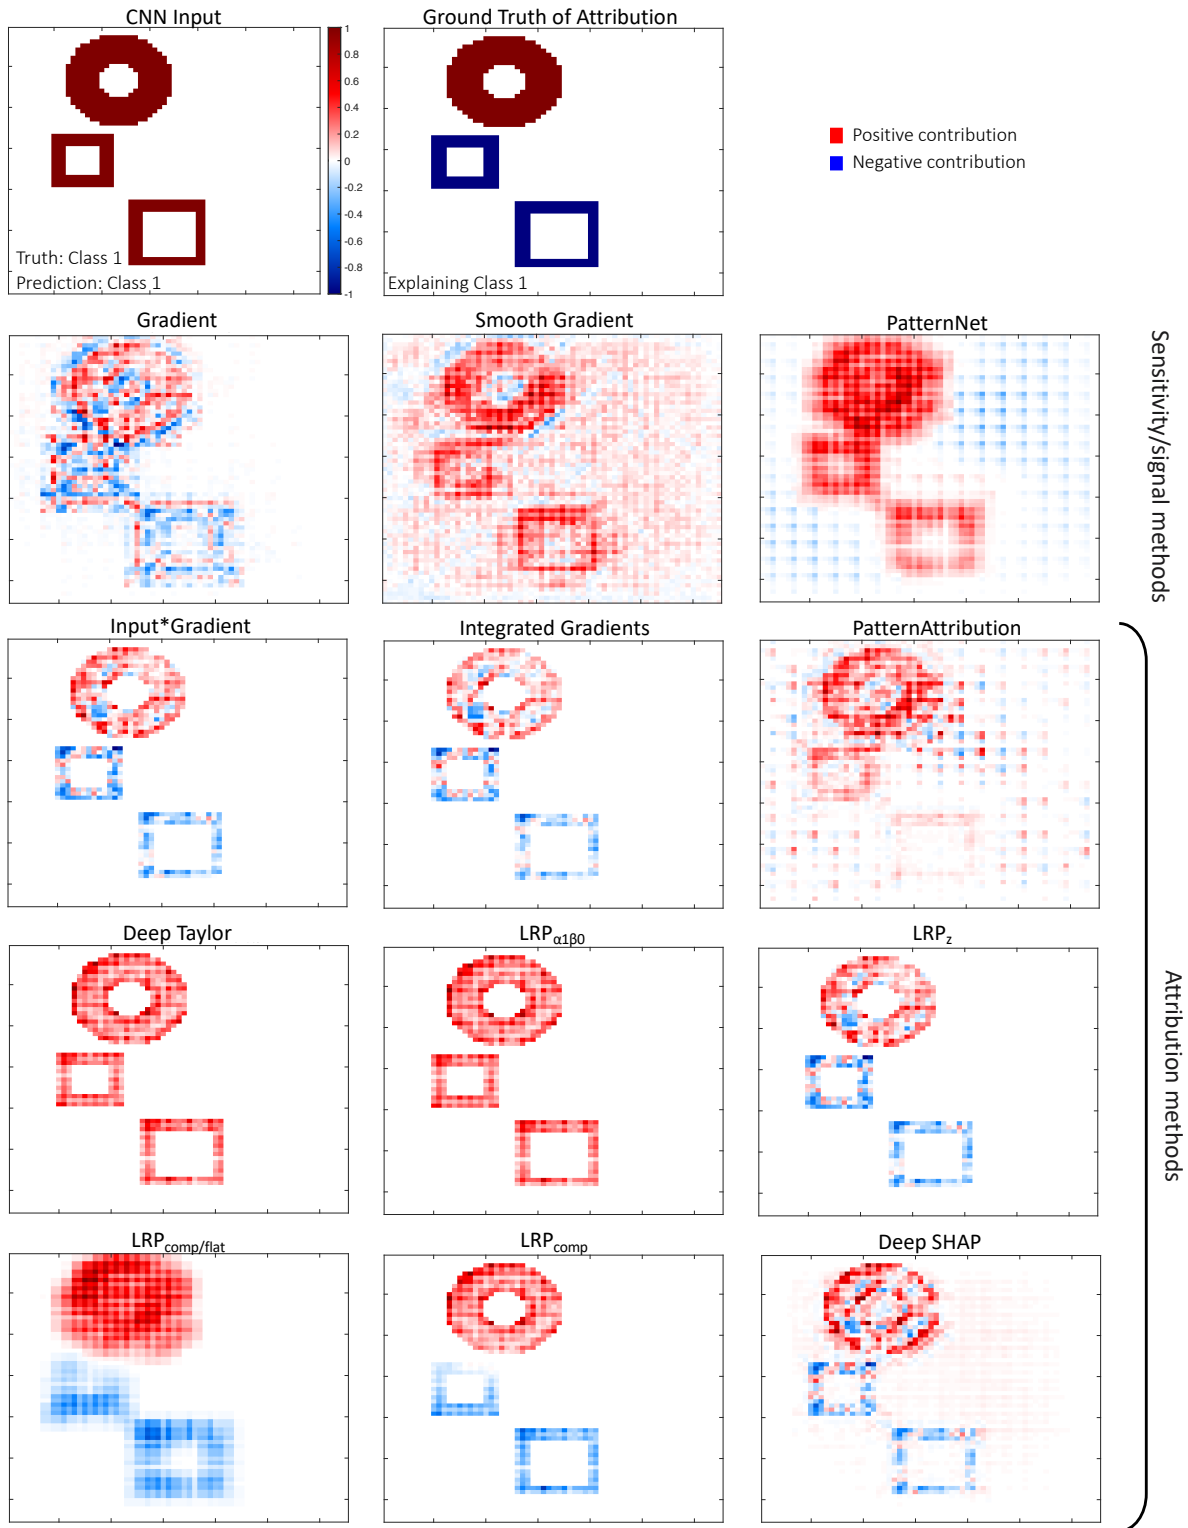 CNN Input
Ground Truth of Attribution
1
0.8
0.6
0.4
0.2
0
-0.2
-0.4
-0.6
-0.8
-1
Truth: Class 1
Prediction: Class 1
Explaining Class 1
Positive contribution
Negative contribution
Gradient
Smooth Gradient
PatternNet
Sensitivity/signal methods
Input*Gradient
Integrated Gradients
PatternAttribution
Deep Taylor
LRPα1β0
LRPz
Attribution methods
LRPcomp/flat
LRPcomp
Deep SHAP